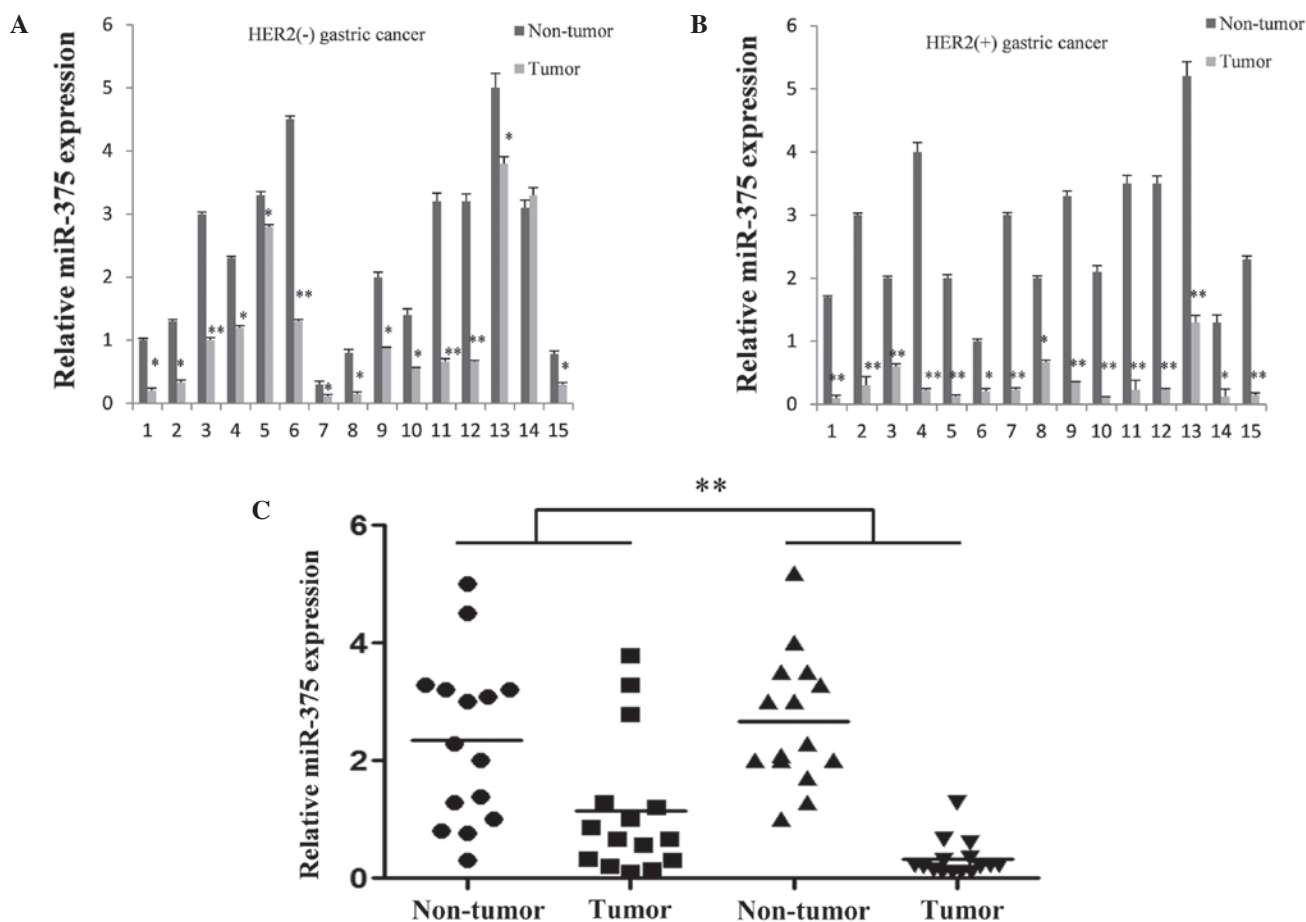 A
HER2(-) gastric cancer
Non-tumor
Tumor
Relative miR-375 expression
6
5
4
3
2
1
0
* * ** * * ** * * * * ** ** * *
1 2 3 4 5 6 7 8 9 10 11 12 13 14 15
B
HER2(+) gastric cancer
Non-tumor
Tumor
Relative miR-375 expression
6
5
4
3
2
1
0
** ** ** ** ** * ** * ** ** ** ** ** * **
1 2 3 4 5 6 7 8 9 10 11 12 13 14 15
C
**
Relative miR-375 expression
6
4
2
0
Non-tumor Tumor Non-tumor Tumor